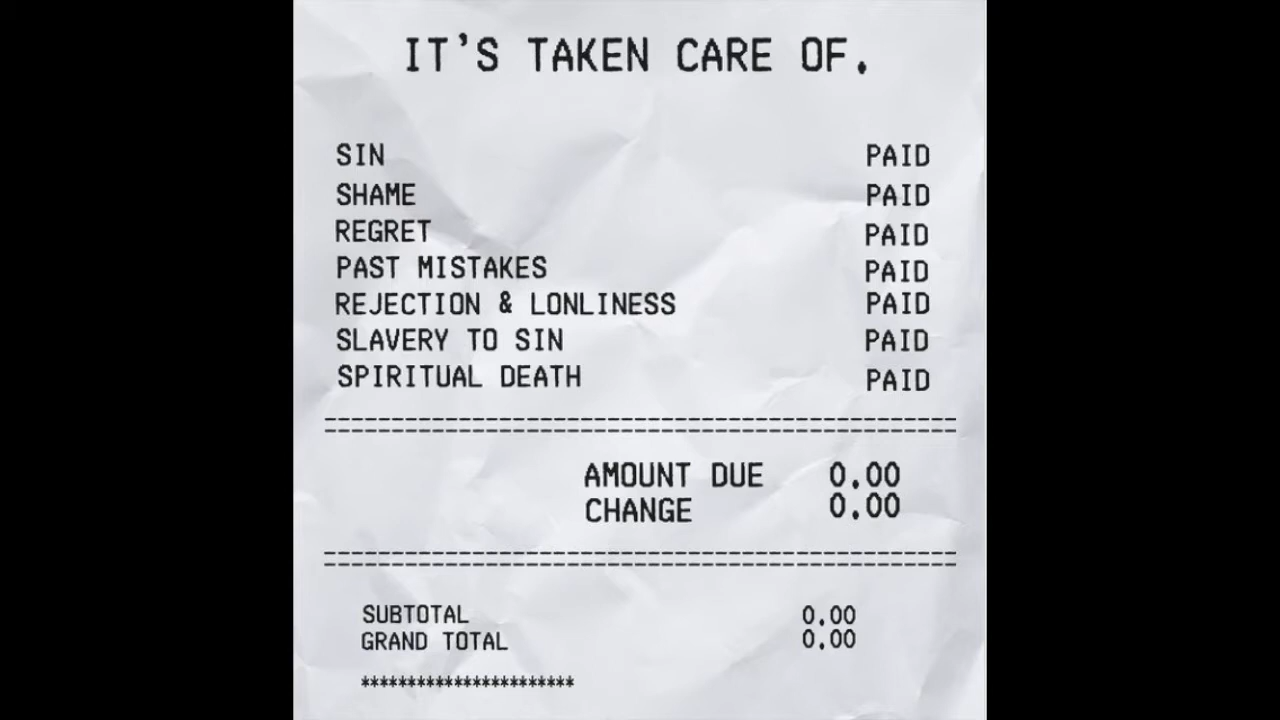 IT'S TAKEN CARE OF.
SIN PAID
SHAME PAID
REGRET PAID
PAST MISTAKES PAID
REJECTION & LONLINESS PAID
SLAVERY TO SIN PAID
SPIRITUAL DEATH PAID
================================================
AMOUNT DUE 0.00
CHANGE 0.00
================================================
SUBTOTAL 0.00
GRAND TOTAL 0.00
***********************